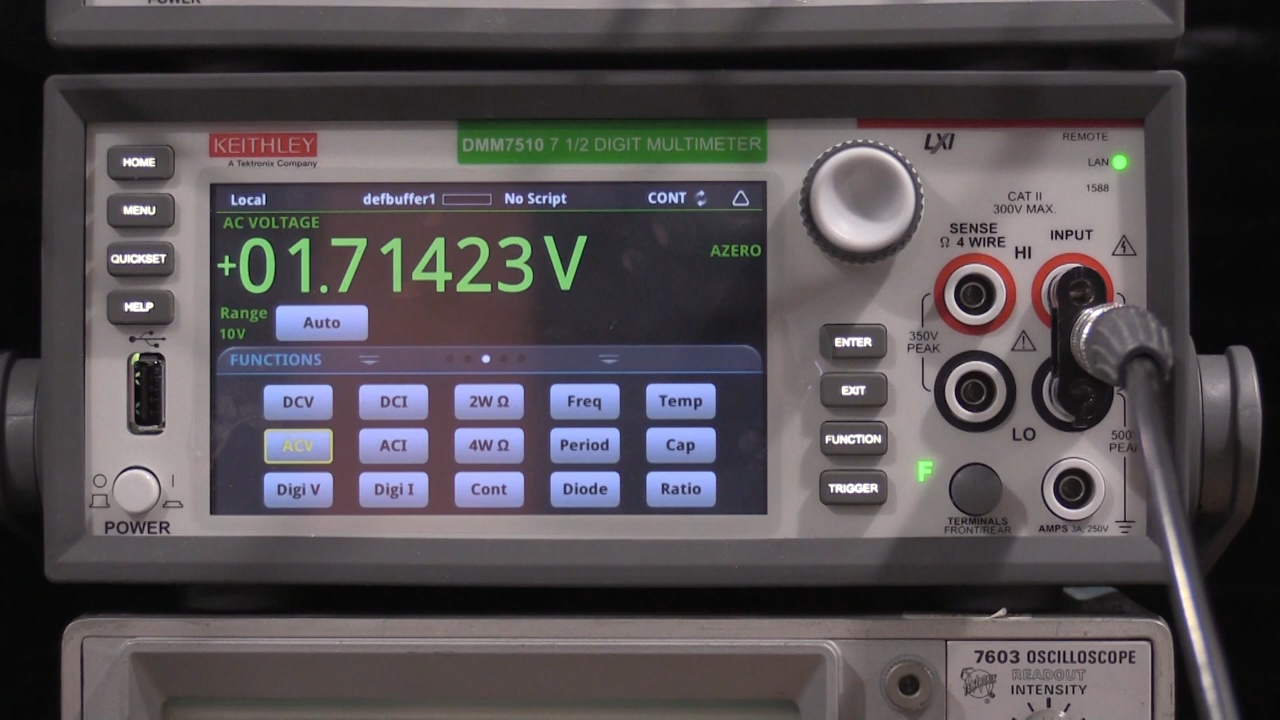 POWER
KEITHLEY
A Tektronix Company
DMM7510 7 1/2 DIGIT MULTIMETER
LXI
REMOTE
LAN
1588
HOME
MENU
QUICKSET
HELP
POWER
Local defbuffer1 No Script CONT
AC VOLTAGE
+01.71423 V
AZERO
Range
10V
Auto
FUNCTIONS
DCV DCI 2W Ω Freq Temp
ACV ACI 4W Ω Period Cap
Digi V Digi I Cont Diode Ratio
ENTER
EXIT
FUNCTION
TRIGGER
CAT II
300V MAX.
SENSE
Ω 4 WIRE
HI
INPUT
350V
PEAK
LO
F
TERMINALS
FRONT/REAR
AMPS 3A, 250V
7603 OSCILLOSCOPE
READOUT
INTENSITY